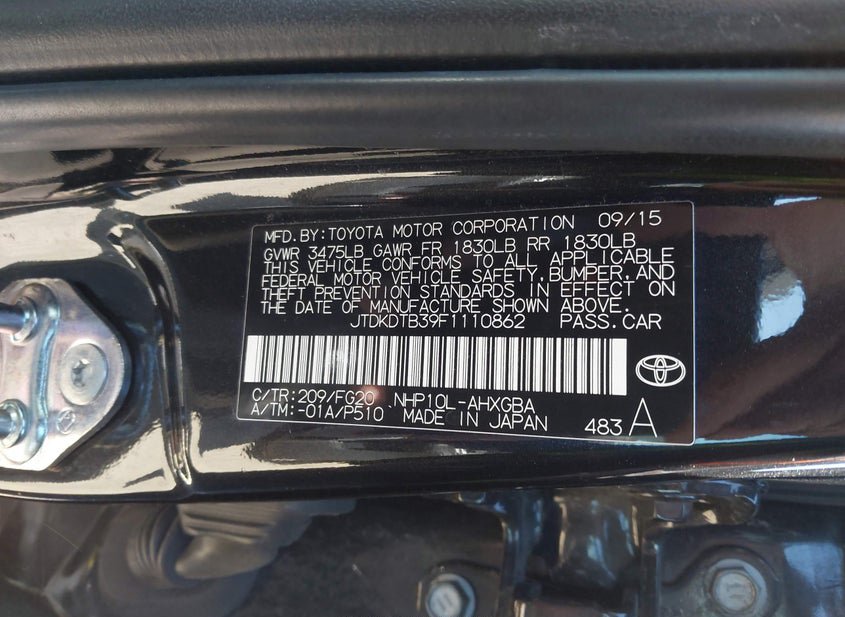 MFD.BY:TOYOTA MOTOR CORPORATION 09/15
GVWR 3475LB GAWR FR 1830LB RR 1830LB
THIS VEHICLE CONFORMS TO ALL APPLICABLE
FEDERAL MOTOR VEHICLE SAFETY, BUMPER, AND
THEFT PREVENTION STANDARDS IN EFFECT ON
THE DATE OF MANUFACTURE SHOWN ABOVE.
JTDKDTB39F1110862 PASS.CAR
C/TR:209/FG20 NHP10L-AHXGBA
A/TM:-01A/P510 MADE IN JAPAN 483 A